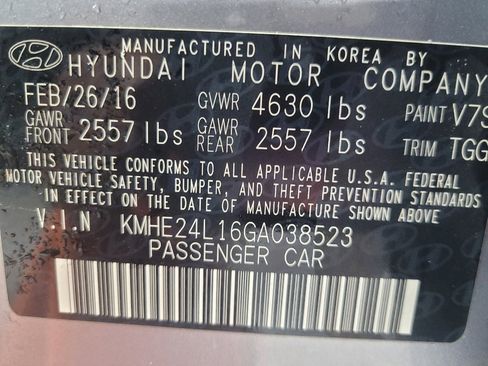 MANUFACTURED IN KOREA BY
HYUNDAI MOTOR COMPANY
FEB/26/16 GVWR 4630 lbs PAINT V7S
GAWR FRONT 2557 lbs GAWR REAR 2557 lbs TRIM TGG
THIS VEHICLE CONFORMS TO ALL APPLICABLE U.S.A. FEDERAL
MOTOR VEHICLE SAFETY, BUMPER, AND THEFT PREVENTION STANDARDS
IN EFFECT ON THE DATE OF MANUFACTURE SHOWN ABOVE.
V.I.N KMHE24L16GA038523
PASSENGER CAR